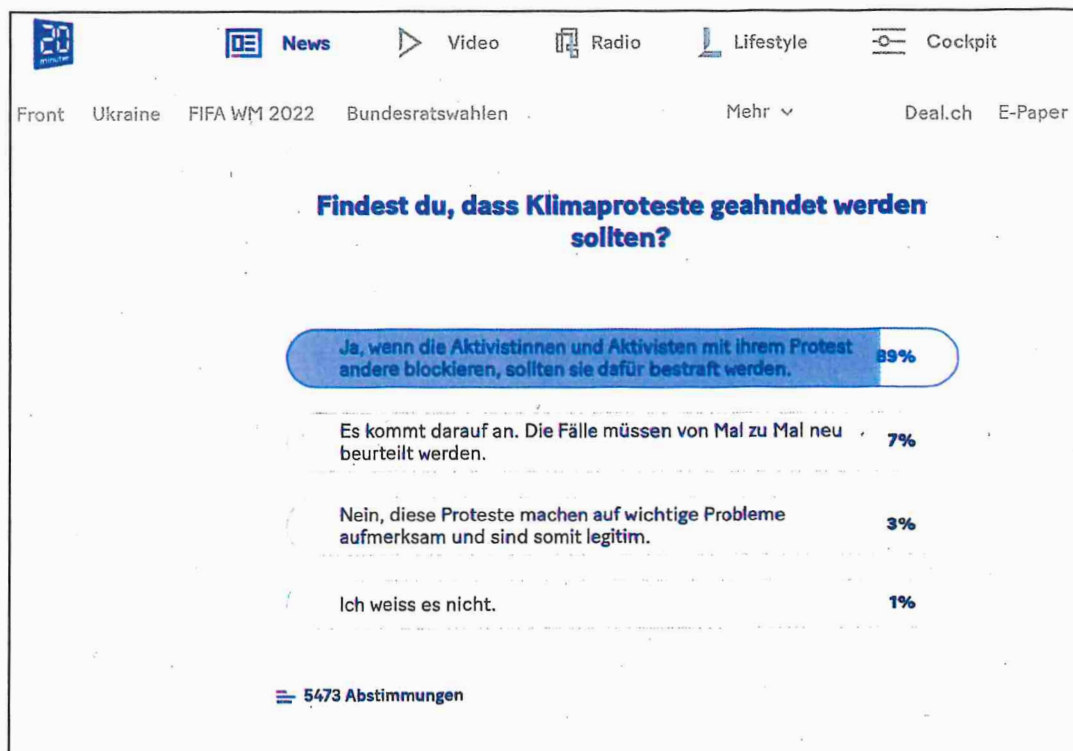 20
minuten
News
Video
Radio
Lifestyle
Cockpit
Front
Ukraine
FIFA WM 2022
Bundesratswahlen
Mehr
Deal.ch
E-Paper
Findest du, dass Klimaproteste geahndet werden
sollten?
Ja, wenn die Aktivistinnen und Aktivisten mit ihrem Protest
andere blockieren, sollten sie dafür bestraft werden.
89%
Es kommt darauf an. Die Fälle müssen von Mal zu Mal neu
beurteilt werden.
7%
Nein, diese Proteste machen auf wichtige Probleme
aufmerksam und sind somit legitim.
3%
Ich weiss es nicht.
1%
5473 Abstimmungen